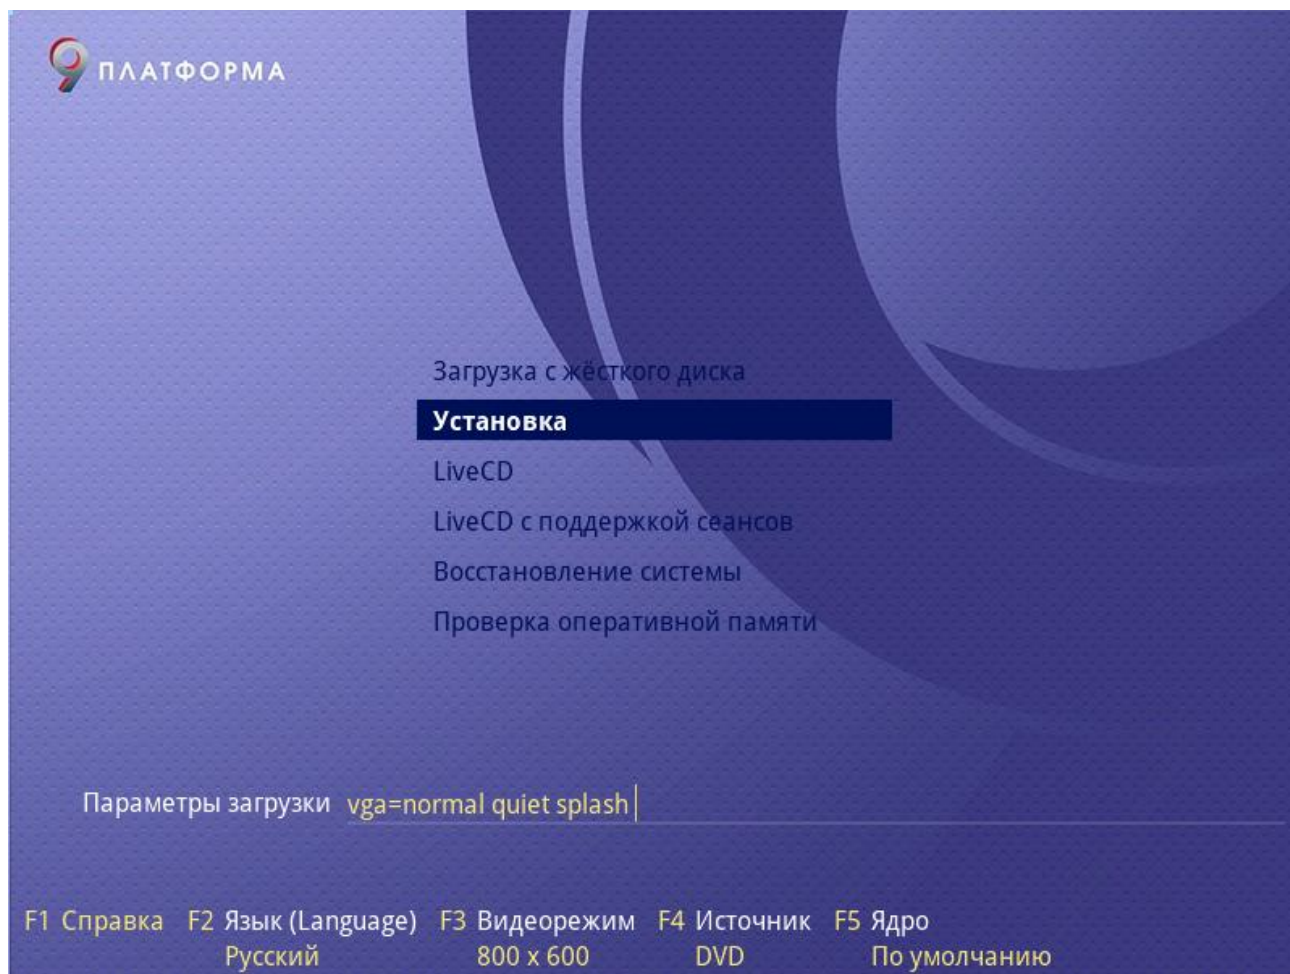 9 ПЛАТФОРМА
Загрузка с жёсткого диска
Установка
LiveCD
LiveCD с поддержкой сеансов
Восстановление системы
Проверка оперативной памяти
Параметры загрузки vga=normal quiet splash
F1 Справка F2 Язык (Language) F3 Видеорежим F4 Источник F5 Ядро
Русский 800 x 600 DVD По умолчанию